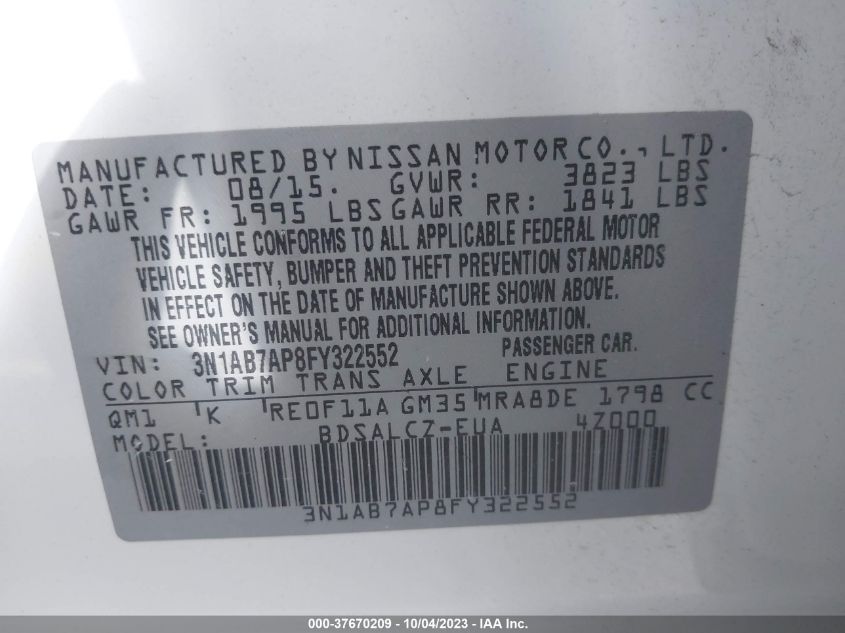 MANUFACTURED BY NISSAN MOTOR CO., LTD.
DATE: 08/15. GVWR: 3823 LBS
GAWR FR: 1995 LBS GAWR RR: 1841 LBS
THIS VEHICLE CONFORMS TO ALL APPLICABLE FEDERAL MOTOR
VEHICLE SAFETY, BUMPER AND THEFT PREVENTION STANDARDS
IN EFFECT ON THE DATE OF MANUFACTURE SHOWN ABOVE.
SEE OWNER'S MANUAL FOR ADDITIONAL INFORMATION.
VIN: 3N1AB7AP8FY322552 PASSENGER CAR.
COLOR TRIM TRANS AXLE ENGINE
QM1 K RE0F11A GM35 MRA8DE 1798 CC
MODEL: BDSALCZ-EUA 4Z000
3N1AB7AP8FY322552
000-37670209 - 10/04/2023 - IAA Inc.